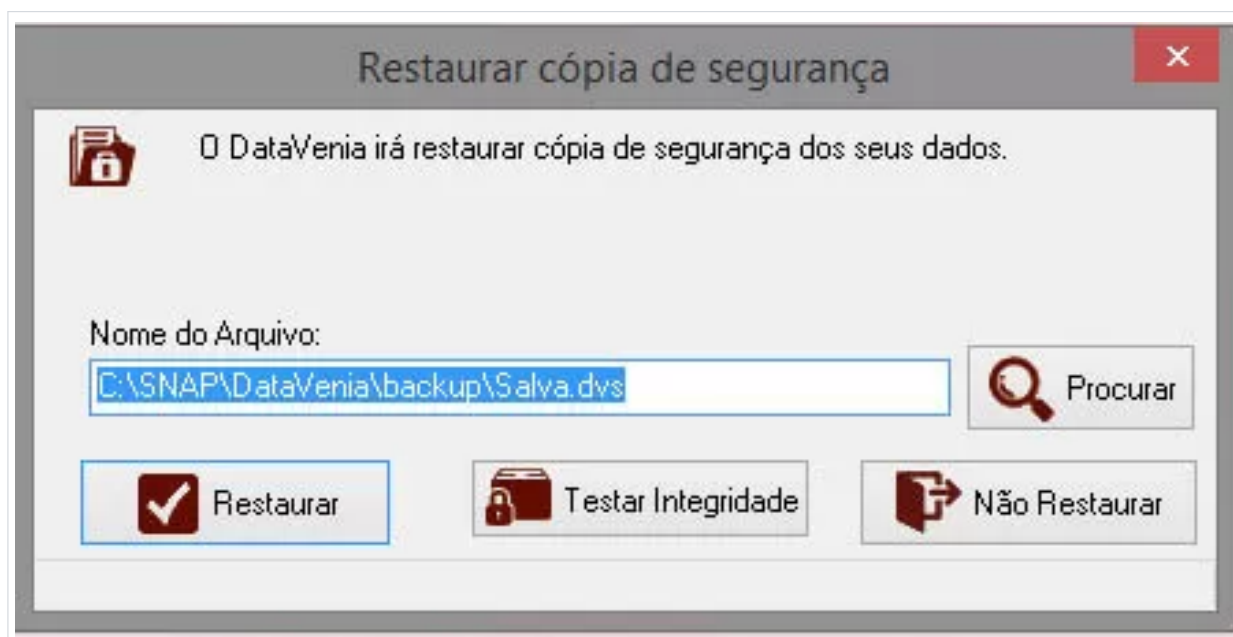 Restaurar cópia de segurança
O DataVenia irá restaurar cópia de segurança dos seus dados.
Nome do Arquivo:
C:\SNAP\DataVenia\backup\Salva.dvs
Procurar
Restaurar
Testar Integridade
Não Restaurar